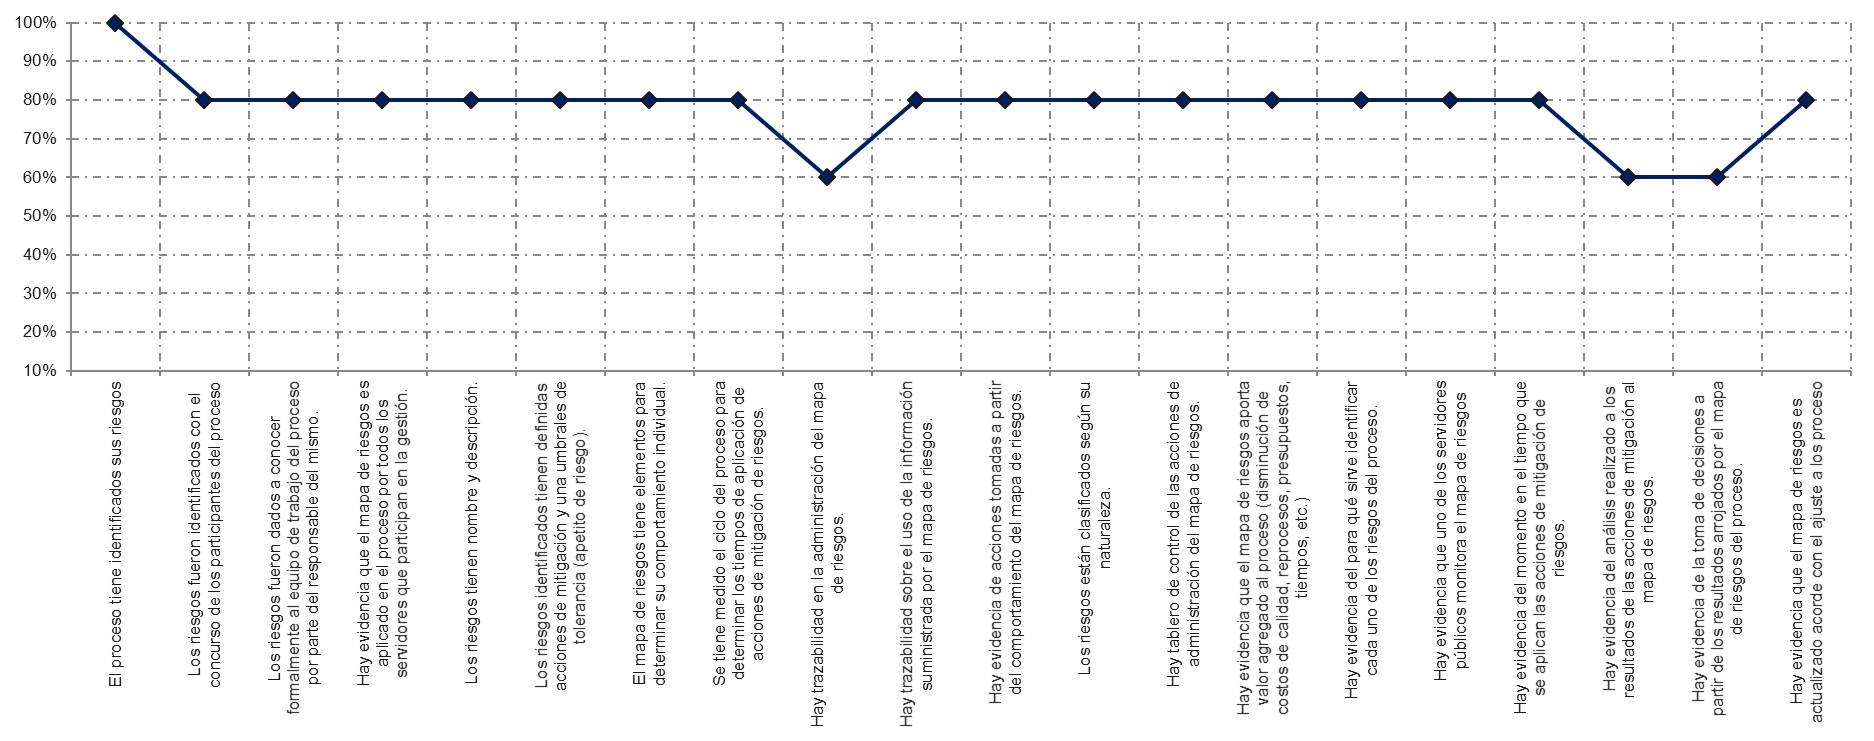 100%
90%
80%
70%
60%
50%
40%
30%
20%
10%
El proceso tiene identificados sus riesgos
Los riesgos fueron identificados con el
concurso de los participantes del proceso
Los riesgos fueron dados a conocer
formalmente al equipo de trabajo del proceso
por parte del responsable del mismo.
Hay evidencia que el mapa de riesgos es
aplicado en el proceso por todos los
servidores que participan en la gestión.
Los riesgos tienen nombre y descripción.
Los riesgos identificados tienen definidas
acciones de mitigación y una umbrales de
tolerancia (apetito de riesgo).
El mapa de riesgos tiene elementos para
determinar su comportamiento individual.
Se tiene medido el ciclo del proceso para
determinar los tiempos de aplicación de
acciones de mitigación de riesgos.
Hay trazabilidad en la administración del mapa
de riesgos.
Hay trazabilidad sobre el uso de la información
suministrada por el mapa de riesgos.
Hay evidencia de acciones tomadas a partir
del comportamiento del mapa de riesgos.
Los riesgos están clasificados según su
naturaleza.
Hay tablero de control de las acciones de
administración del mapa de riesgos.
Hay evidencia que el mapa de riesgos aporta
valor agregado al proceso (disminución de
costos de calidad, reprocesos, presupuestos,
tiempos, etc.)
Hay evidencia del para qué sirve identificar
cada uno de los riesgos del proceso.
Hay evidencia que uno de los servidores
públicos monitora el mapa de riesgos
Hay evidencia del momento en el tiempo que
se aplican las acciones de mitigación de
riesgos.
Hay evidencia del análisis realizado a los
resultados de las acciones de mitigación al
mapa de riesgos.
Hay evidencia de la toma de decisiones a
partir de los resultados arrojados por el mapa
de riesgos del proceso.
Hay evidencia que el mapa de riesgos es
actualizado acorde con el ajuste a los proceso